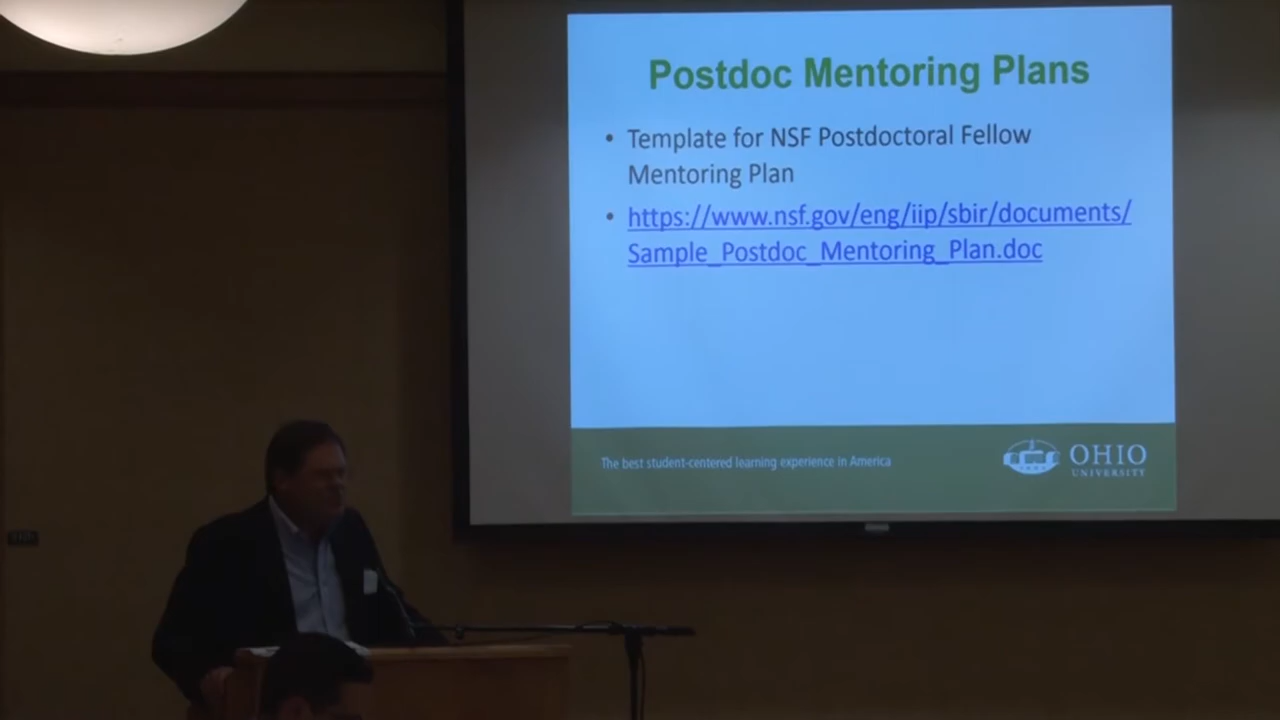 Postdoc Mentoring Plans
• Template for NSF Postdoctoral Fellow
Mentoring Plan
• https://www.nsf.gov/eng/iip/sbir/documents/
Sample_Postdoc_Mentoring_Plan.doc
The best student-centered learning experience in America
OHIO
UNIVERSITY